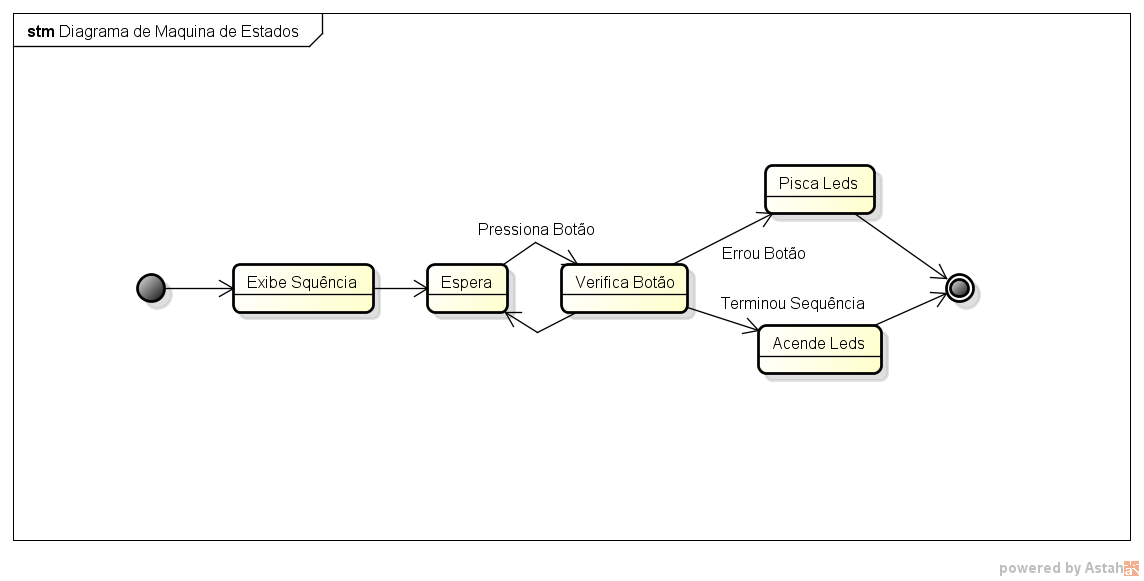 stm Diagrama de Maquina de Estados
Pisca Leds
Pressiona Botão
Errou Botão
Exibe Squência
Espera
Verifica Botão
Terminou Sequência
Acende Leds
powered by Astah